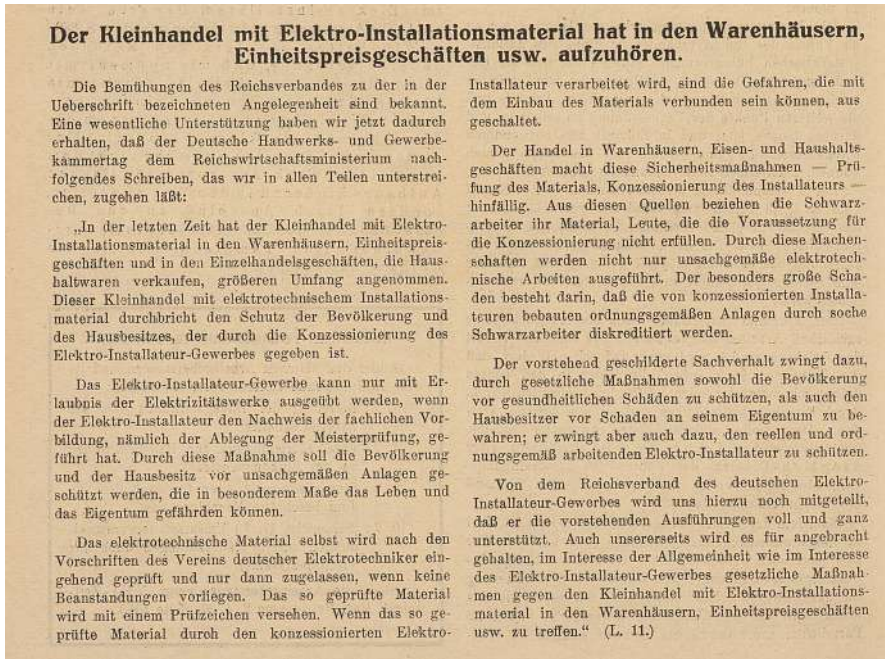 Der Kleinhandel mit Elektro-Installationsmaterial hat in den Warenhäusern,
Einheitspreisgeschäften usw. aufzuhören.
Die Bemühungen des Reichsverbandes zu der in der
Ueberschrift bezeichneten Angelegenheit sind bekannt.
Eine wesentliche Unterstützung haben wir jetzt dadurch
erhalten, daß der Deutsche Handwerks- und Gewerbe-
kammertag dem Reichswirtschaftsministerium nach-
folgendes Schreiben, das wir in allen Teilen unterstrei-
chen, zugehen läßt:
„In der letzten Zeit hat der Kleinhandel mit Elektro-
Installationsmaterial in den Warenhäusern, Einheitspreis-
geschäften und in den Einzelhandelsgeschäften, die Haus-
haltwaren verkaufen, größeren Umfang angenommen.
Dieser Kleinhandel mit elektrotechnischem Installations-
material durchbricht den Schutz der Bevölkerung und
des Hausbesitzes, der durch die Konzessionierung des
Elektro-Installateur-Gewerbes gegeben ist.
Das Elektro-Installateur-Gewerbe kann nur mit Er-
laubnis der Elektrizitätswerke ausgeübt werden, wenn
der Elektro-Installateur den Nachweis der fachlichen Vor-
bildung, nämlich der Ablegung der Meisterprüfung, ge-
führt hat. Durch diese Maßnahme soll die Bevölkerung
und der Hausbesitz vor unsachgemäßen Anlagen ge-
schützt werden, die in besonderem Maße das Leben und
das Eigentum gefährden können.
Das elektrotechnische Material selbst wird nach den
Vorschriften des Vereins deutscher Elektrotechniker ein-
gehend geprüft und nur dann zugelassen, wenn keine
Beanstandungen vorliegen. Das so geprüfte Material
wird mit einem Prüfzeichen versehen. Wenn das so ge-
prüfte Material durch den konzessionierten Elektro-
Installateur verarbeitet wird, sind die Gefahren, die mit
dem Einbau des Materials verbunden sein können, aus
geschaltet.
Der Handel in Warenhäusern, Eisen- und Haushalts-
geschäften macht diese Sicherheitsmaßnahmen — Prü-
fung des Materials, Konzessionierung des Installateurs —
hinfällig. Aus diesen Quellen beziehen die Schwarz-
arbeiter ihr Material, Leute, die die Voraussetzung für
die Konzessionierung nicht erfüllen. Durch diese Machen-
schaften werden nicht nur unsachgemäße elektrotech-
nische Arbeiten ausgeführt. Der besonders große Scha-
den besteht darin, daß die von konzessionierten Installa-
teuren bebauten ordnungsgemäßen Anlagen durch soche
Schwarzarbeiter diskreditiert werden.
Der vorstehend geschilderte Sachverhalt zwingt dazu,
durch gesetzliche Maßnahmen sowohl die Bevölkerung
vor gesundheitlichen Schäden zu schützen, als auch den
Hausbesitzer vor Schaden an seinem Eigentum zu be-
wahren; er zwingt aber auch dazu, den reellen und ord-
nungsgemäß arbeitenden Elektro-Installateur zu schützen.
Von dem Reichsverband des deutschen Elektro-
Installateur-Gewerbes wird uns hierzu noch mitgeteilt,
daß er die vorstehenden Ausführungen voll und ganz
unterstützt. Auch unsererseits wird es für angebracht
gehalten, im Interesse der Allgemeinheit wie im Interesse
des Elektro-Installateur-Gewerbes gesetzliche Maßnah-
men gegen den Kleinhandel mit Elektro-Installations-
material in den Warenhäusern, Einheitspreisgeschäften
usw. zu treffen.“ (L. 11.)